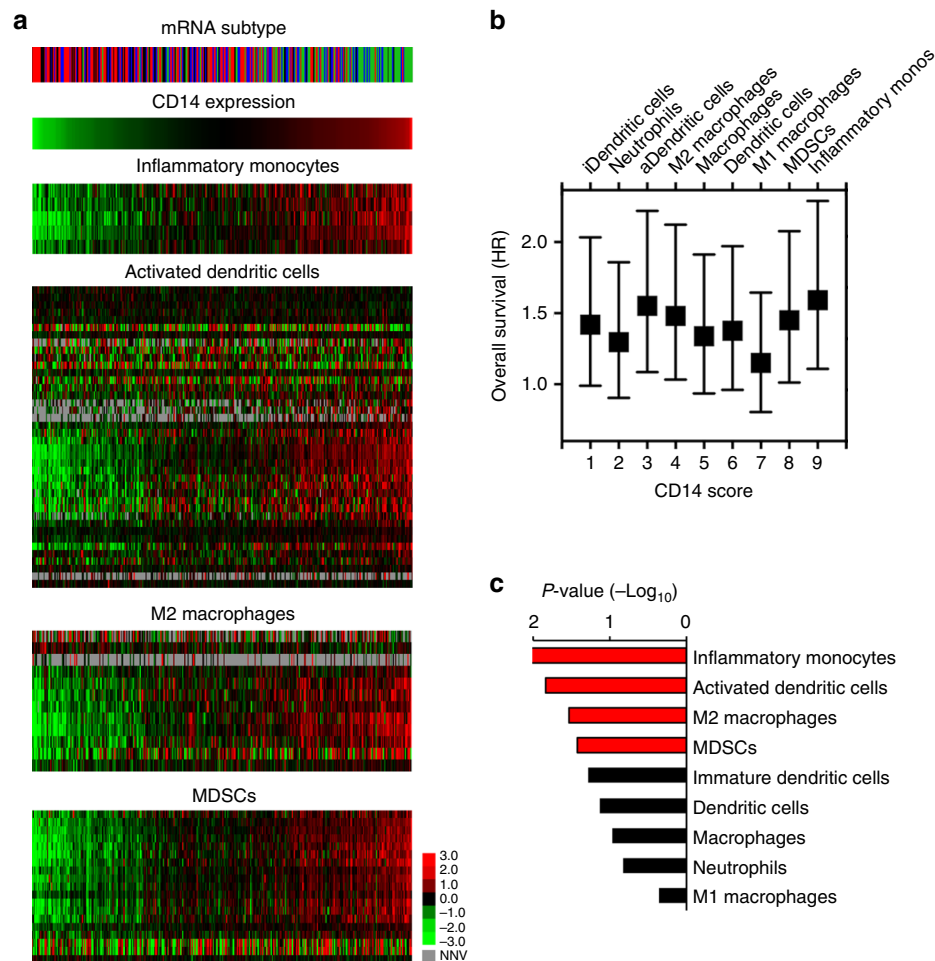 a
mRNA subtype
CD14 expression
Inflammatory monocytes
Activated dendritic cells
M2 macrophages
MDSCs
3.0
2.0
1.0
0.0
−1.0
−2.0
−3.0
NNV
b
iDendritic cells
Neutrophils
aDendritic cells
M2 macrophages
Macrophages
Dendritic cells
M1 macrophages
MDSCs
Inflammatory monos
Overall survival (HR)
2.0
1.5
1.0
1 2 3 4 5 6 7 8 9
CD14 score
c
P-value (−Log10)
2 1 0
Inflammatory monocytes
Activated dendritic cells
M2 macrophages
MDSCs
Immature dendritic cells
Dendritic cells
Macrophages
Neutrophils
M1 macrophages